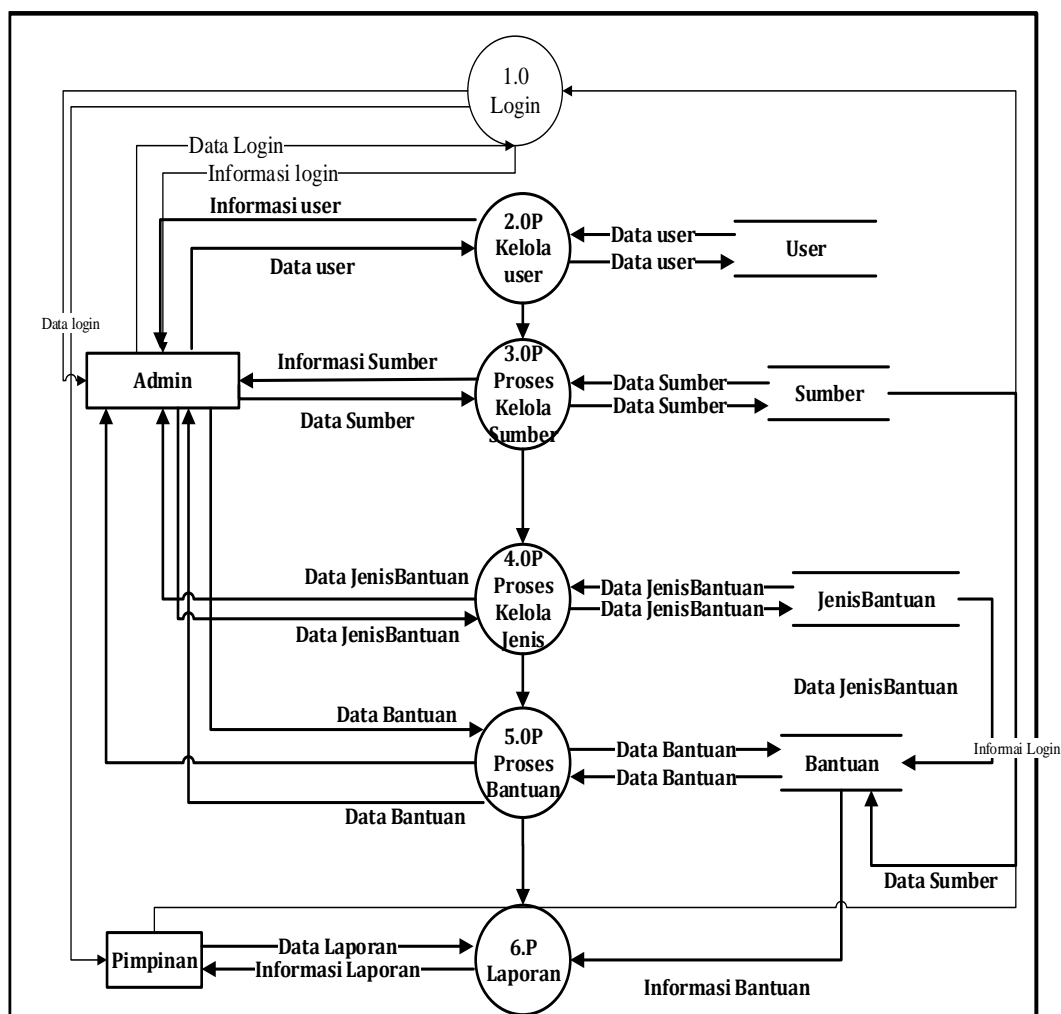 1.0
Login
Data Login
Informasi login
Informasi user
2.0P
Kelola
user
Data user
Data user
User
Data user
Data login
Admin
Informasi Sumber
Data Sumber
3.0P
Proses
Kelola
Sumber
Data Sumber
Data Sumber
Sumber
Data JenisBantuan
Data JenisBantuan
4.0P
Proses
Kelola
Jenis
Data JenisBantuan
Data JenisBantuan
JenisBantuan
Data JenisBantuan
Data Bantuan
Data Bantuan
5.0P
Proses
Bantuan
Data Bantuan
Data Bantuan
Bantuan
Informai Login
Data Sumber
Pimpinan
Data Laporan
Informasi Laporan
6.P
Laporan
Informasi Bantuan